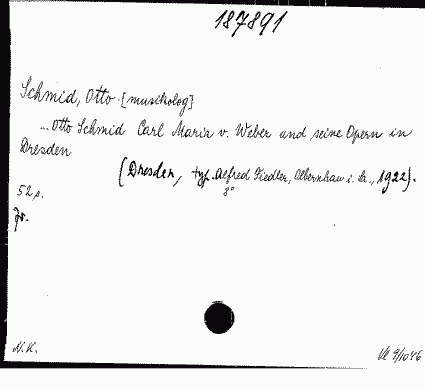 187891
Schmid, Otto [musikolog]
... Otto Schmid Carl Maria v. Weber und seine Opern in
Dresden
(Dresden, typ. Alfred Fiedler, Olbernhau i. Sa., 1922).
8°
52 p.
N.K.